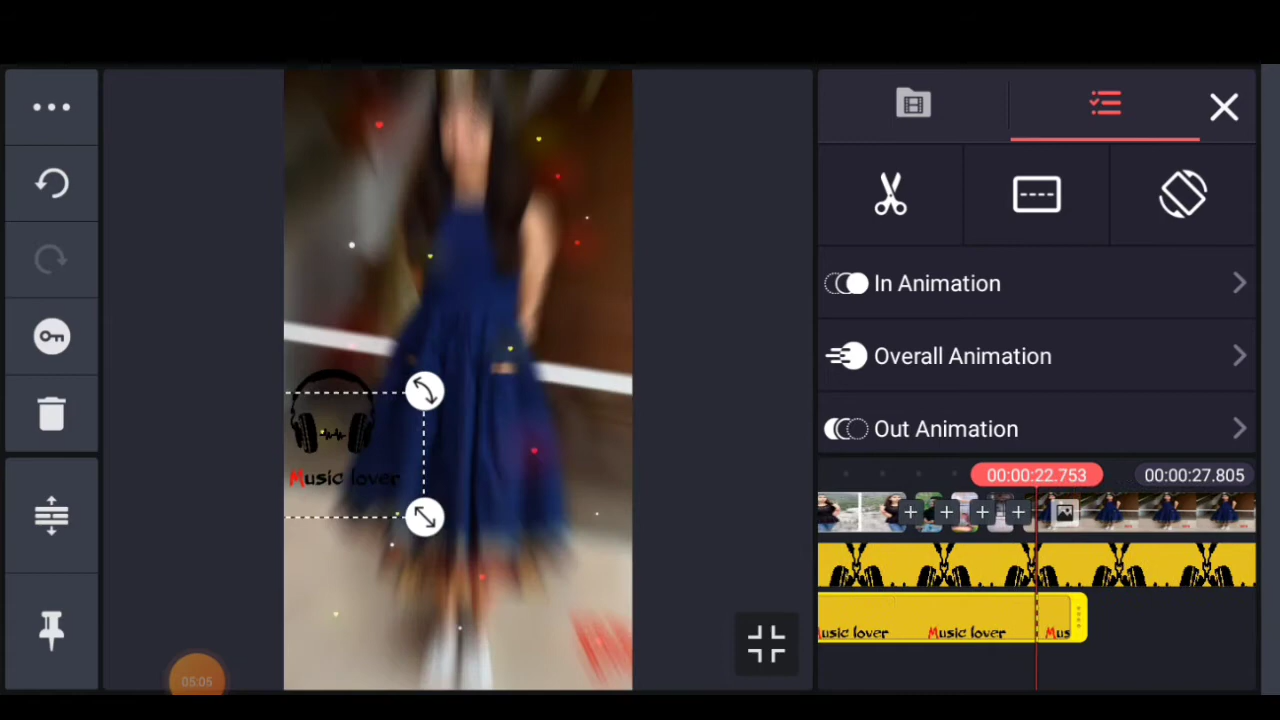 In Animation
Overall Animation
Out Animation
00:00:22.753
00:00:27.805
Music lover
usic lover
Music lover
Mus
05:05